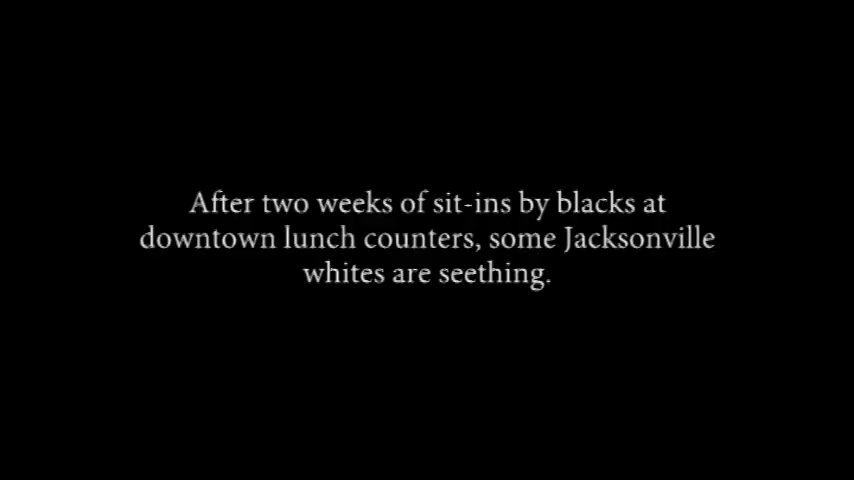 After two weeks of sit-ins by blacks at
downtown lunch counters, some Jacksonville
whites are seething.